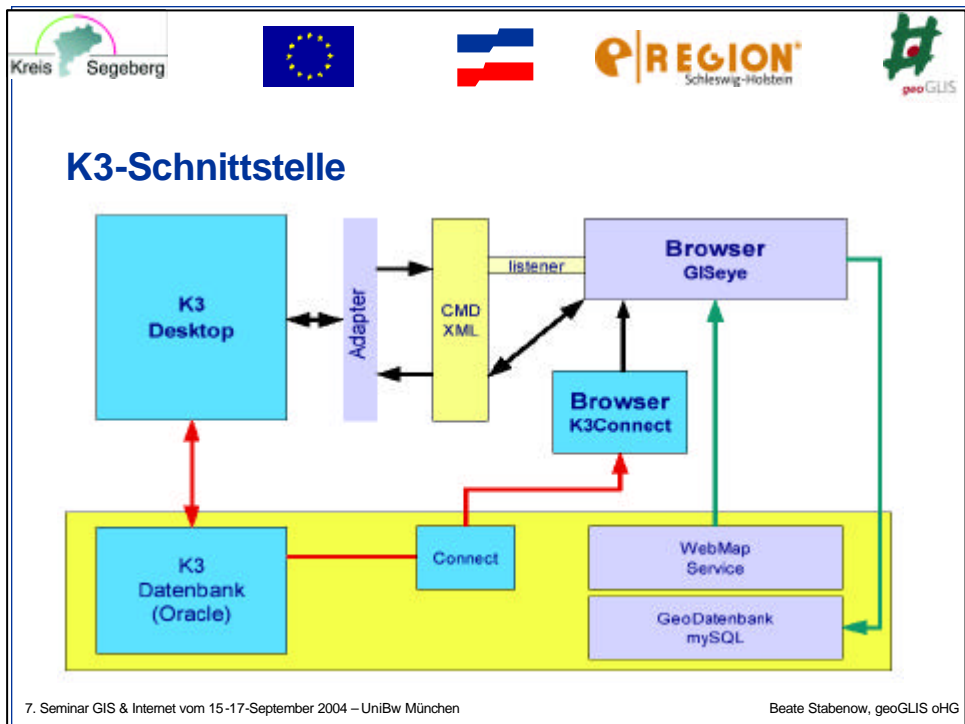 Kreis Segeberg
e REGION
Schleswig-Holstein
geoGLIS
K3-Schnittstelle
K3
Desktop
Adapter
CMD
XML
listener
Browser
GISeye
Browser
K3Connect
K3
Datenbank
(Oracle)
Connect
WebMap
Service
GeoDatenbank
mySQL
7. Seminar GIS & Internet vom 15-17-September 2004 – UniBw München
Beate Stabenow, geoGLIS oHG